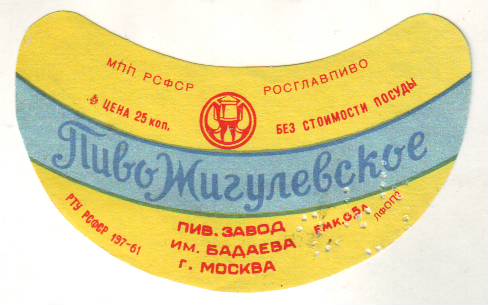 МПП РСФСР РОСГЛАВПИВО
ЦЕНА 25 коп. БЕЗ СТОИМОСТИ ПОСУДЫ
Пиво Жигулевское
РТУ РСФСР 197-61
ПИВ. ЗАВОД
ИМ. БАДАЕВА
Г. МОСКВА
ЕМК. 0,5л